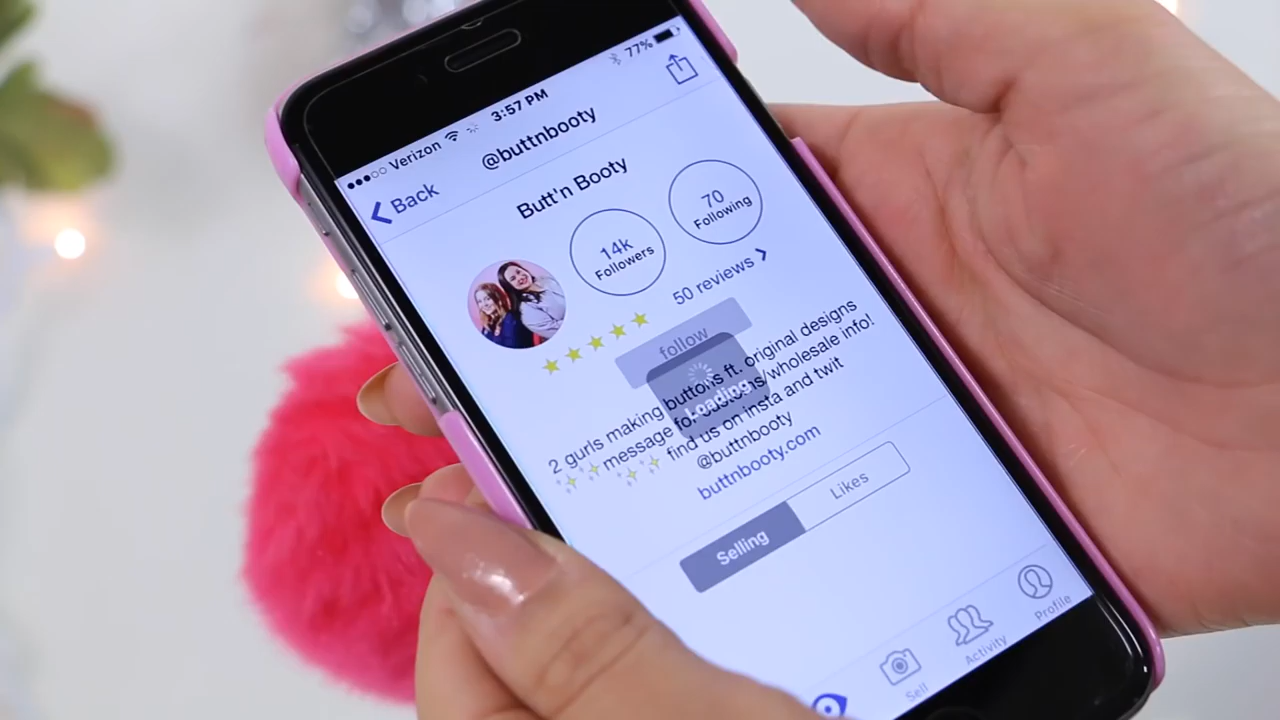 Verizon 3:57 PM 77%
Back @buttnbooty
Butt'n Booty
14k
Followers
70
Following
50 reviews
follow
Loading
2 gurls making buttons ft. original designs
✨✨ message for customs/wholesale info!
✨✨ find us on insta and twit
@buttnbooty
buttnbooty.com
Selling Likes
Sell
Activity
Profile